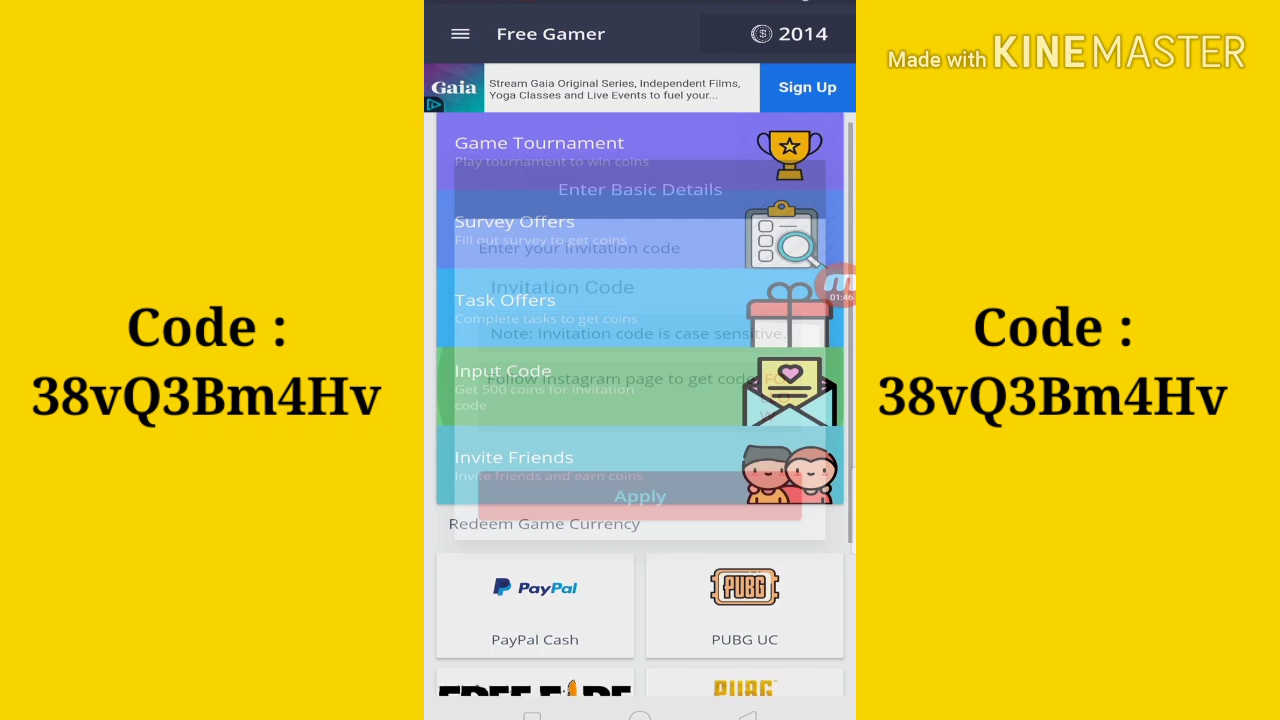 Made with KINEMASTER
Free Gamer
2014
Gaia
Stream Gaia Original Series, Independent Films,
Yoga Classes and Live Events to fuel your...
Sign Up
Game Tournament
Play tournament to win coins
Enter Basic Details
Survey Offers
Fill out survey to get coins
Enter your invitation code
Invitation Code
Task Offers
Complete tasks to get coins
Note: Invitation code is case sensitive.
01:46
Input Code
Get 500 coins for invitation
code
Follow Instagram page to get code.
Invite Friends
Invite friends and earn coins
Apply
Redeem Game Currency
PayPal
PayPal Cash
PUBG
PUBG UC
FREE FIRE
PUBG
Code :
38vQ3Bm4Hv
Code :
38vQ3Bm4Hv